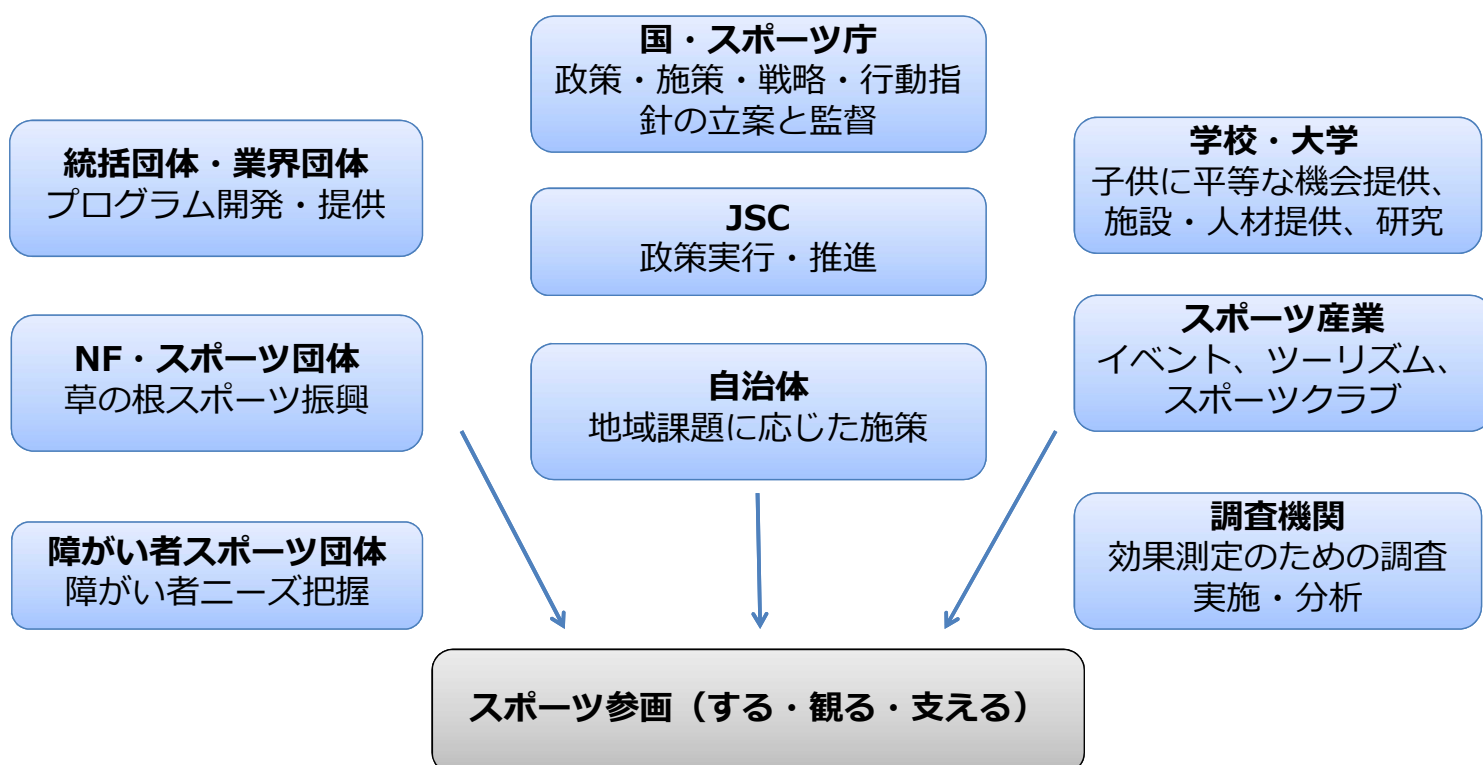 国・スポーツ庁
政策・施策・戦略・行動指
針の立案と監督
統括団体・業界団体
プログラム開発・提供
学校・大学
子供に平等な機会提供、
施設・人材提供、研究
JSC
政策実行・推進
NF・スポーツ団体
草の根スポーツ振興
自治体
地域課題に応じた施策
スポーツ産業
イベント、ツーリズム、
スポーツクラブ
障がい者スポーツ団体
障がい者ニーズ把握
調査機関
効果測定のための調査
実施・分析
スポーツ参画（する・観る・支える）